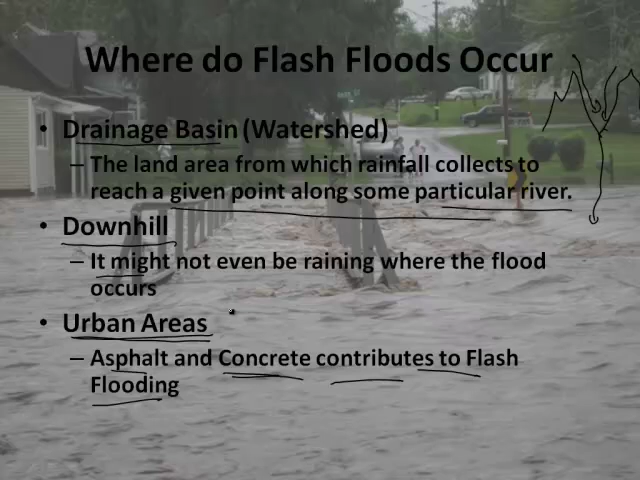 Where do Flash Floods Occur
• Drainage Basin (Watershed)
– The land area from which rainfall collects to
reach a given point along some particular river.
• Downhill
– It might not even be raining where the flood
occurs
• Urban Areas
– Asphalt and Concrete contributes to Flash
Flooding